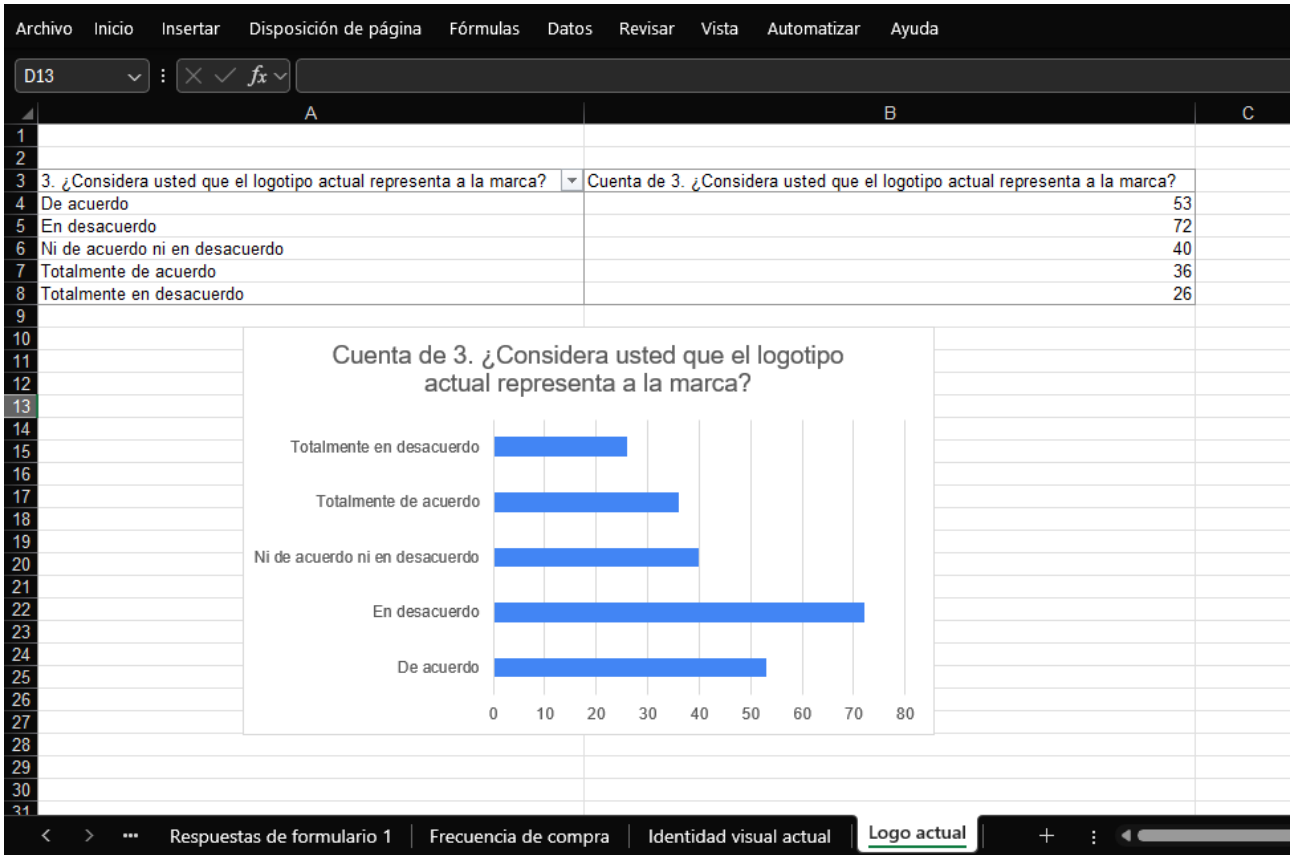 Archivo Inicio Insertar Disposición de página Fórmulas Datos Revisar Vista Automatizar Ayuda
D13 fx
A B C
1
2
3 3. ¿Considera usted que el logotipo actual representa a la marca? Cuenta de 3. ¿Considera usted que el logotipo actual representa a la marca?
4 De acuerdo 53
5 En desacuerdo 72
6 Ni de acuerdo ni en desacuerdo 40
7 Totalmente de acuerdo 36
8 Totalmente en desacuerdo 26
9
10
11
12
13
14
15
16
17
18
19
20
21
22
23
24
25
26
27
28
29
30
31
Cuenta de 3. ¿Considera usted que el logotipo
actual representa a la marca?
Totalmente en desacuerdo
Totalmente de acuerdo
Ni de acuerdo ni en desacuerdo
En desacuerdo
De acuerdo
0 10 20 30 40 50 60 70 80
Respuestas de formulario 1 Frecuencia de compra Identidad visual actual Logo actual